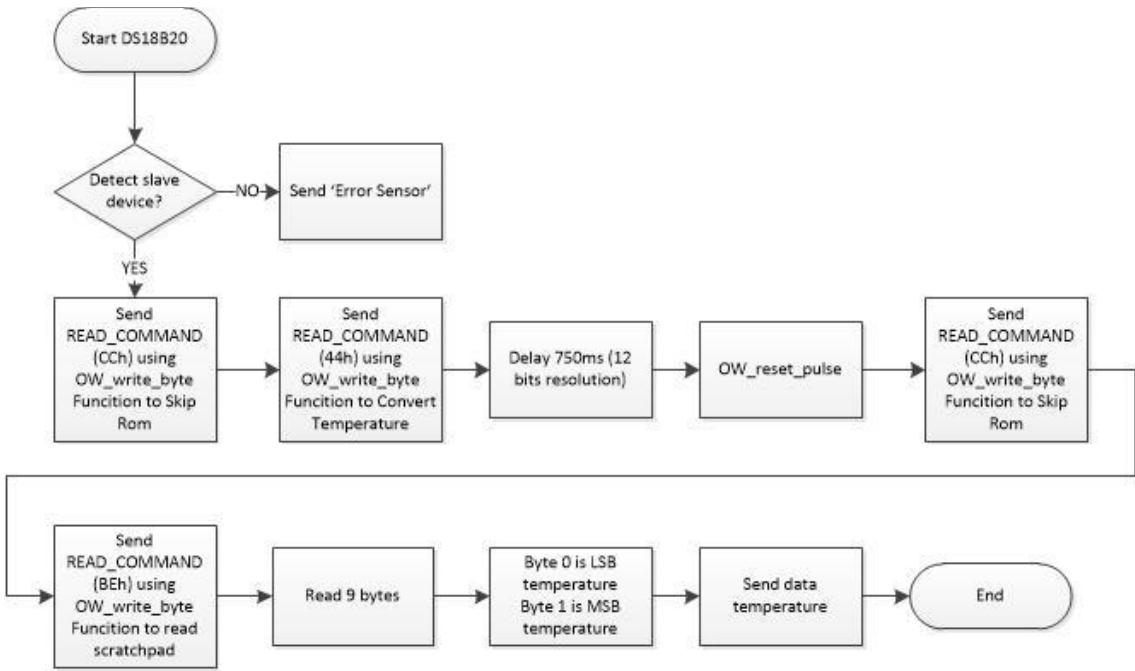 Start DS18B20
Detect slave
device?
NO
Send 'Error Sensor'
YES
Send
READ_COMMAND
(CCh) using
OW_write_byte
Funcition to Skip
Rom
Send
READ_COMMAND
(44h) using
OW_write_byte
Funcition to Convert
Temperature
Delay 750ms (12
bits resolution)
OW_reset_pulse
Send
READ_COMMAND
(CCh) using
OW_write_byte
Funcition to Skip
Rom
Send
READ_COMMAND
(BEh) using
OW_write_byte
Funcition to read
scratchpad
Read 9 bytes
Byte 0 is LSB
temperature
Byte 1 is MSB
temperature
Send data
temperature
End